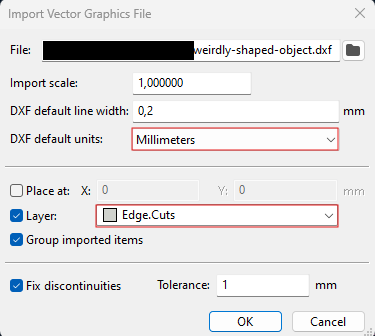 Import Vector Graphics File
File: weirdly-shaped-object.dxf
Import scale: 1,000000
DXF default line width: 0,2 mm
DXF default units: Millimeters
Place at: X: 0 Y: 0 mm
Layer: Edge.Cuts
Group imported items
Fix discontinuities Tolerance: 1 mm
OK Cancel